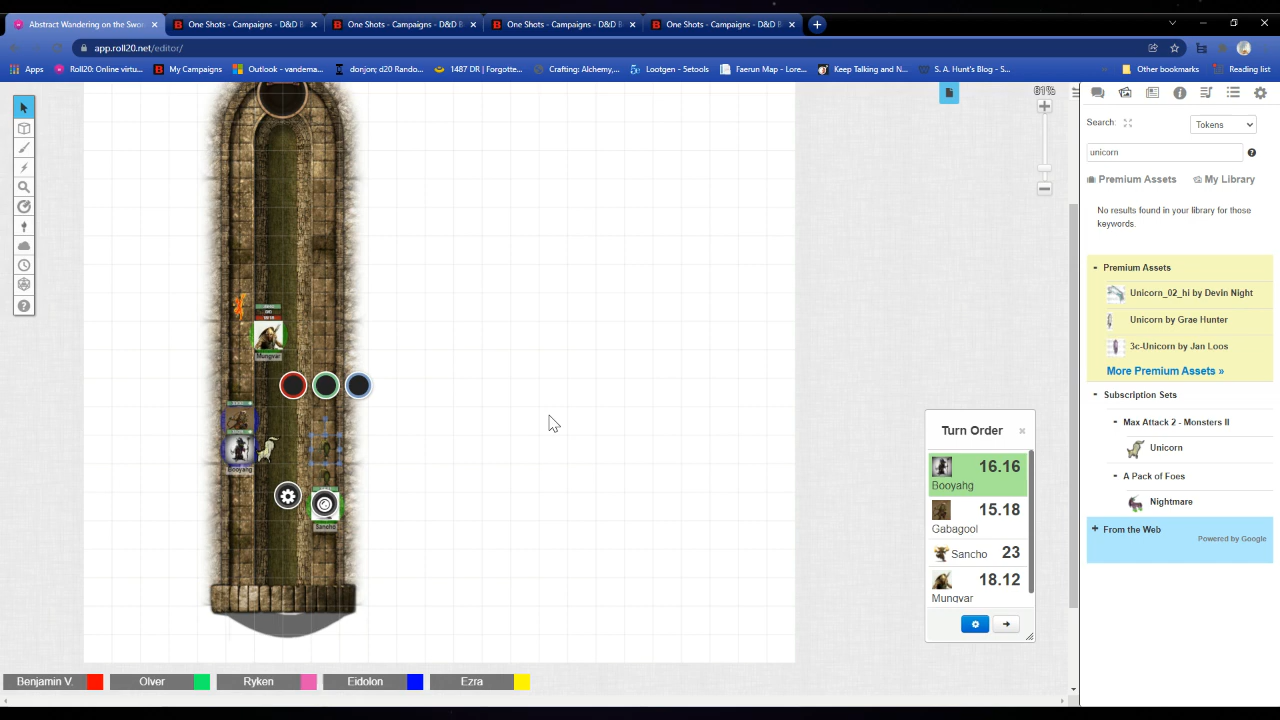 Abstract Wandering on the Swor
One Shots - Campaigns - D&D B
One Shots - Campaigns - D&D B
One Shots - Campaigns - D&D B
One Shots - Campaigns - D&D B
app.roll20.net/editor/
Apps
Roll20: Online virtu...
My Campaigns
Outlook - vandema...
donjon; d20 Rando...
1487 DR | Forgotte...
Crafting: Alchemy,...
Lootgen - 5etools
Faerun Map - Lore...
Keep Talking and N...
S. A. Hunt's Blog - S...
Other bookmarks
Reading list
61%
Search:
Tokens
unicorn
Premium Assets
My Library
No results found in your library for those
keywords.
- Premium Assets
Unicorn_02_hi by Devin Night
Unicorn by Grae Hunter
3c-Unicorn by Jan Loos
More Premium Assets »
- Subscription Sets
- Max Attack 2 - Monsters II
Unicorn
- A Pack of Foes
Nightmare
+ From the Web
Powered by Google
Mungvar
Booyahg
Sancho
Turn Order
16.16
Booyahg
15.18
Gabagool
Sancho 23
18.12
Mungvar
Benjamin V.
Olver
Ryken
Eidolon
Ezra